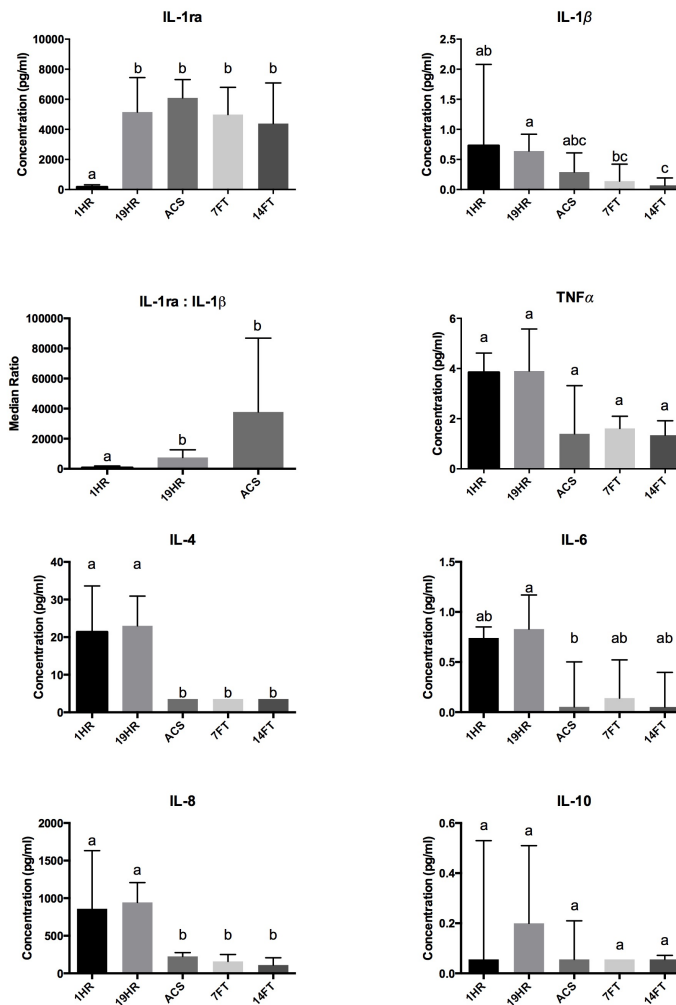 IL-1ra
Concentration (pg/ml)
10000
8000
6000
4000
2000
0
a
b
b
b
b
1HR
19HR
ACS
7FT
14FT
IL-1β
Concentration (pg/ml)
2.5
2.0
1.5
1.0
0.5
0.0
ab
a
abc
bc
c
1HR
19HR
ACS
7FT
14FT
IL-1ra : IL-1β
Median Ratio
100000
80000
60000
40000
20000
0
a
b
b
1HR
19HR
ACS
TNFα
Concentration (pg/ml)
6
4
2
0
a
a
a
a
a
1HR
19HR
ACS
7FT
14FT
IL-4
Concentration (pg/ml)
40
30
20
10
0
a
a
b
b
b
1HR
19HR
ACS
7FT
14FT
IL-6
Concentration (pg/ml)
1.5
1.0
0.5
0.0
ab
a
b
ab
ab
1HR
19HR
ACS
7FT
14FT
IL-8
Concentration (pg/ml)
2000
1500
1000
500
0
a
a
b
b
b
1HR
19HR
ACS
7FT
14FT
IL-10
Concentration (pg/ml)
0.6
0.4
0.2
0.0
a
a
a
a
a
1HR
19HR
ACS
7FT
14FT